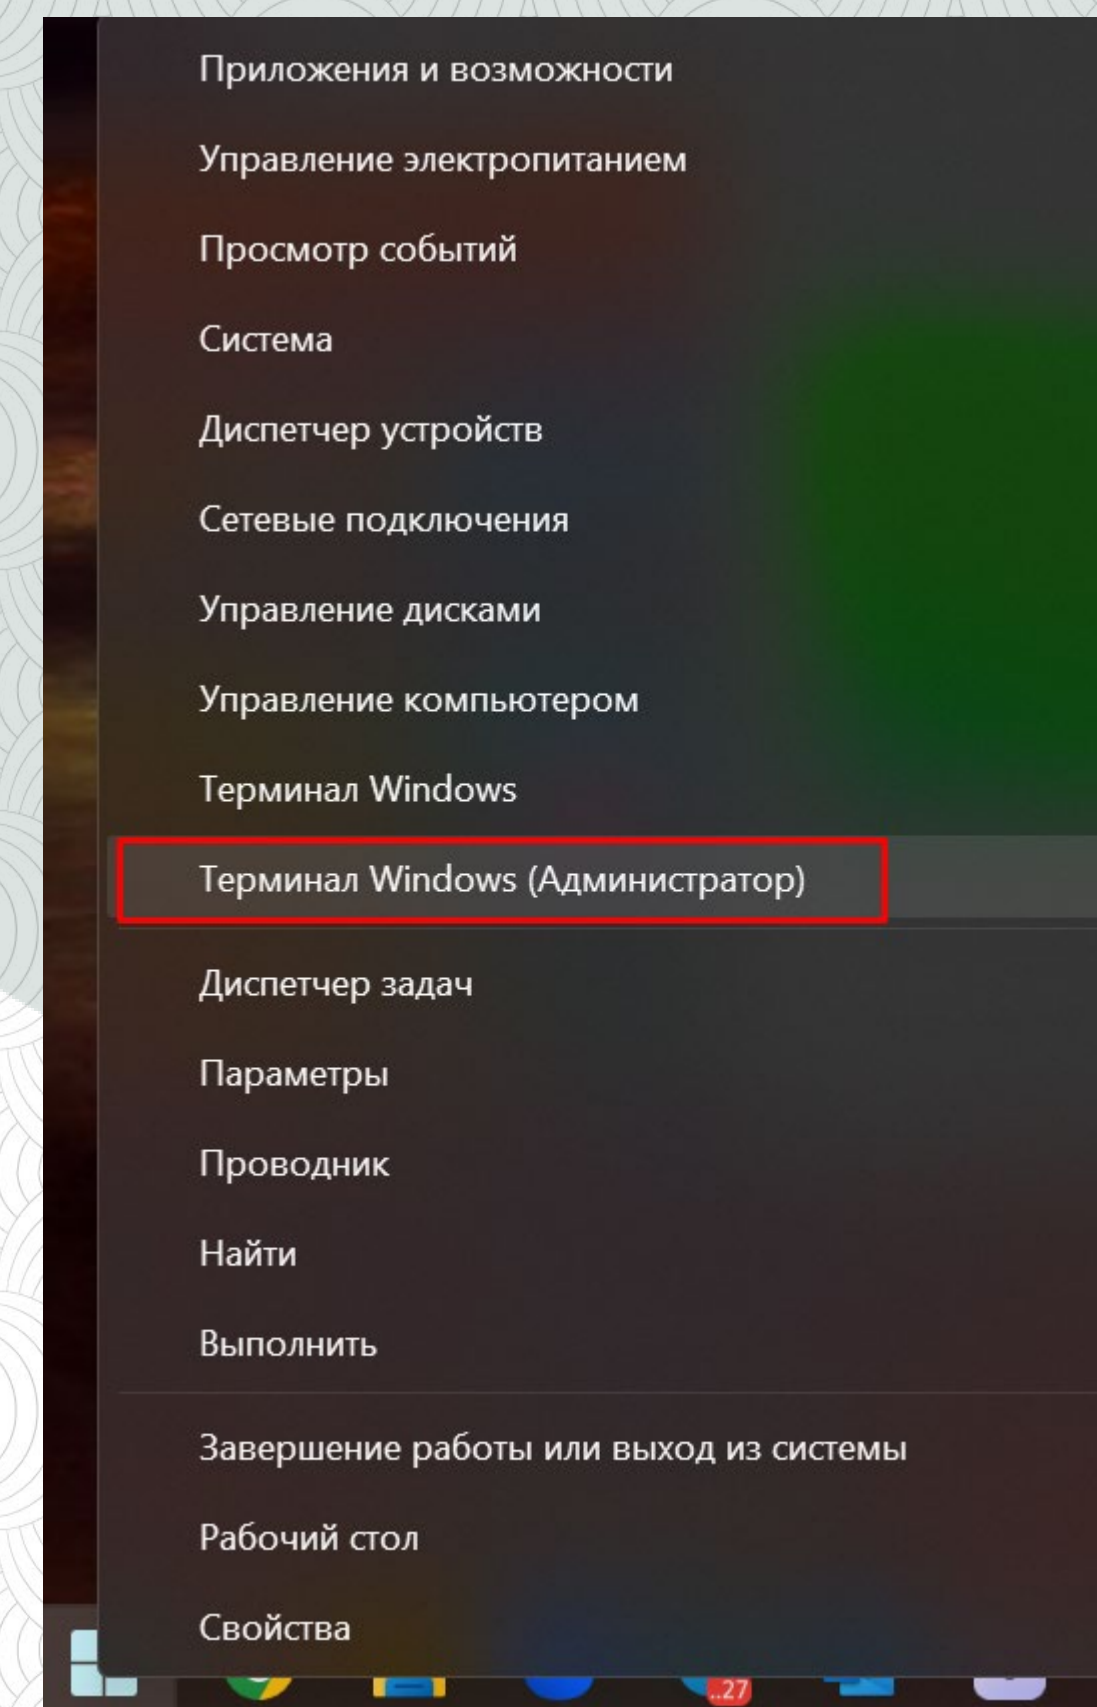 Приложения и возможности
Управление электропитанием
Просмотр событий
Система
Диспетчер устройств
Сетевые подключения
Управление дисками
Управление компьютером
Терминал Windows
Терминал Windows (Администратор)
Диспетчер задач
Параметры
Проводник
Найти
Выполнить
Завершение работы или выход из системы
Рабочий стол
Свойства
..27